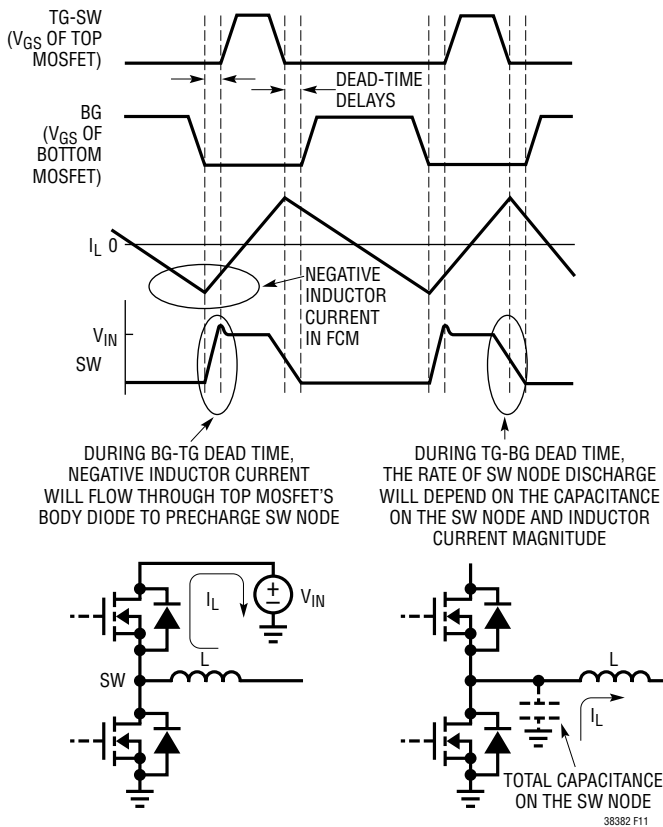 TG-SW
(VGS OF TOP
MOSFET)
DEAD-TIME
DELAYS
BG
(VGS OF
BOTTOM
MOSFET)
IL 0
NEGATIVE
INDUCTOR
CURRENT
IN FCM
VIN
SW
DURING BG-TG DEAD TIME,
NEGATIVE INDUCTOR CURRENT
WILL FLOW THROUGH TOP MOSFET'S
BODY DIODE TO PRECHARGE SW NODE
DURING TG-BG DEAD TIME,
THE RATE OF SW NODE DISCHARGE
WILL DEPEND ON THE CAPACITANCE
ON THE SW NODE AND INDUCTOR
CURRENT MAGNITUDE
IL
+
–
VIN
L
SW
L
IL
TOTAL CAPACITANCE
ON THE SW NODE
38382 F11